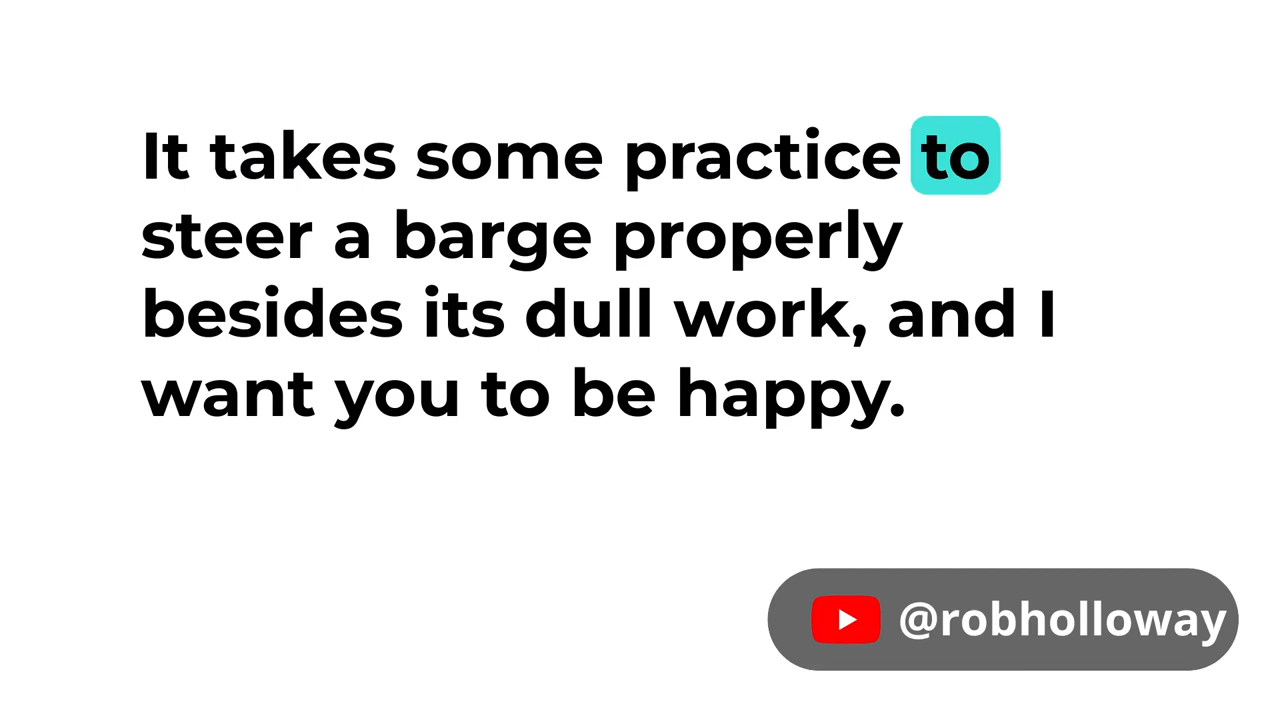 It takes some practice to
steer a barge properly
besides its dull work, and I
want you to be happy.
@robholloway